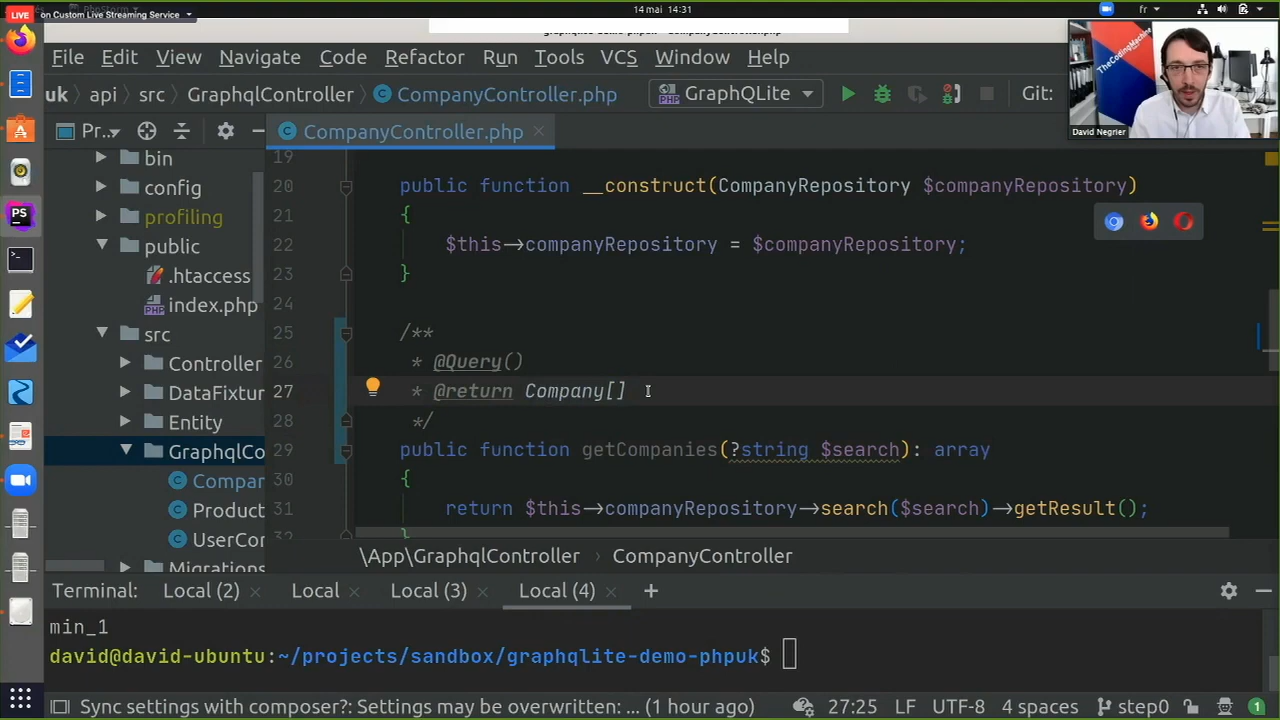 LIVE
on Custom Live Streaming Service
14 mai 14:31
fr
File Edit View Navigate Code Refactor Run Tools VCS Window Help
uk api src GraphqlController CompanyController.php
GraphQLite
Git:
TheCodingMachine
David Negrier
Pr...
CompanyController.php
bin
config
profiling
public
.htaccess
index.php
src
Controller
DataFixtur
Entity
GraphqlCo
Compar
Product
UserCor
Migrations
19
20 public function __construct(CompanyRepository $companyRepository)
21 {
22 $this->companyRepository = $companyRepository;
23 }
24
25 /**
26 * @Query()
27 * @return Company[]
28 */
29 public function getCompanies(?string $search): array
30 {
31 return $this->companyRepository->search($search)->getResult();
32 }
\App\GraphqlController › CompanyController
Terminal: Local (2) Local Local (3) Local (4)
min_1
david@david-ubuntu:~/projects/sandbox/graphqlite-demo-phpuk$
Sync settings with composer?: Settings may be overwritten: ... (1 hour ago) 27:25 LF UTF-8 4 spaces step0 1